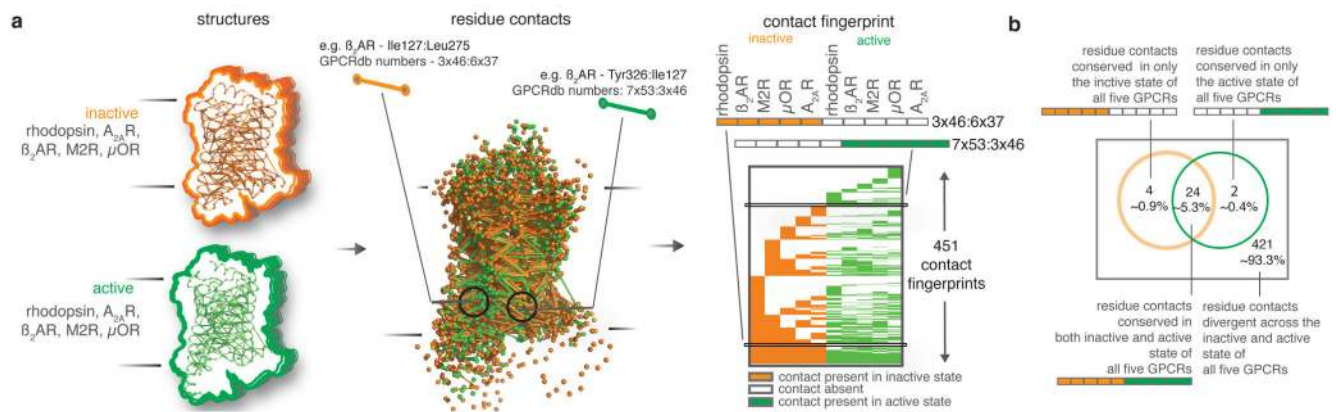 a
structures
inactive
rhodopsin, A2AR,
ß2AR, M2R, µOR
active
rhodopsin, A2AR,
ß2AR, M2R, µOR
residue contacts
e.g. ß2AR - Ile127:Leu275
GPCRdb numbers - 3x46:6x37
e.g. ß2AR - Tyr326:Ile127
GPCRdb numbers: 7x53:3x46
contact fingerprint
inactive
active
rhodopsin
ß2AR
M2R
µOR
A2AR
rhodopsin
ß2AR
M2R
µOR
A2AR
3x46:6x37
7x53:3x46
451
contact
fingerprints
contact present in inactive state
contact absent
contact present in active state
b
residue contacts
conserved in only
the inctive state of
all five GPCRs
residue contacts
conserved in only
the active state of
all five GPCRs
4
~0.9%
24
~5.3%
2
~0.4%
421
~93.3%
residue contacts
conserved in
both inactive and active
state of
all five GPCRs
residue contacts
divergent across the
inactive and active
state of
all five GPCRs